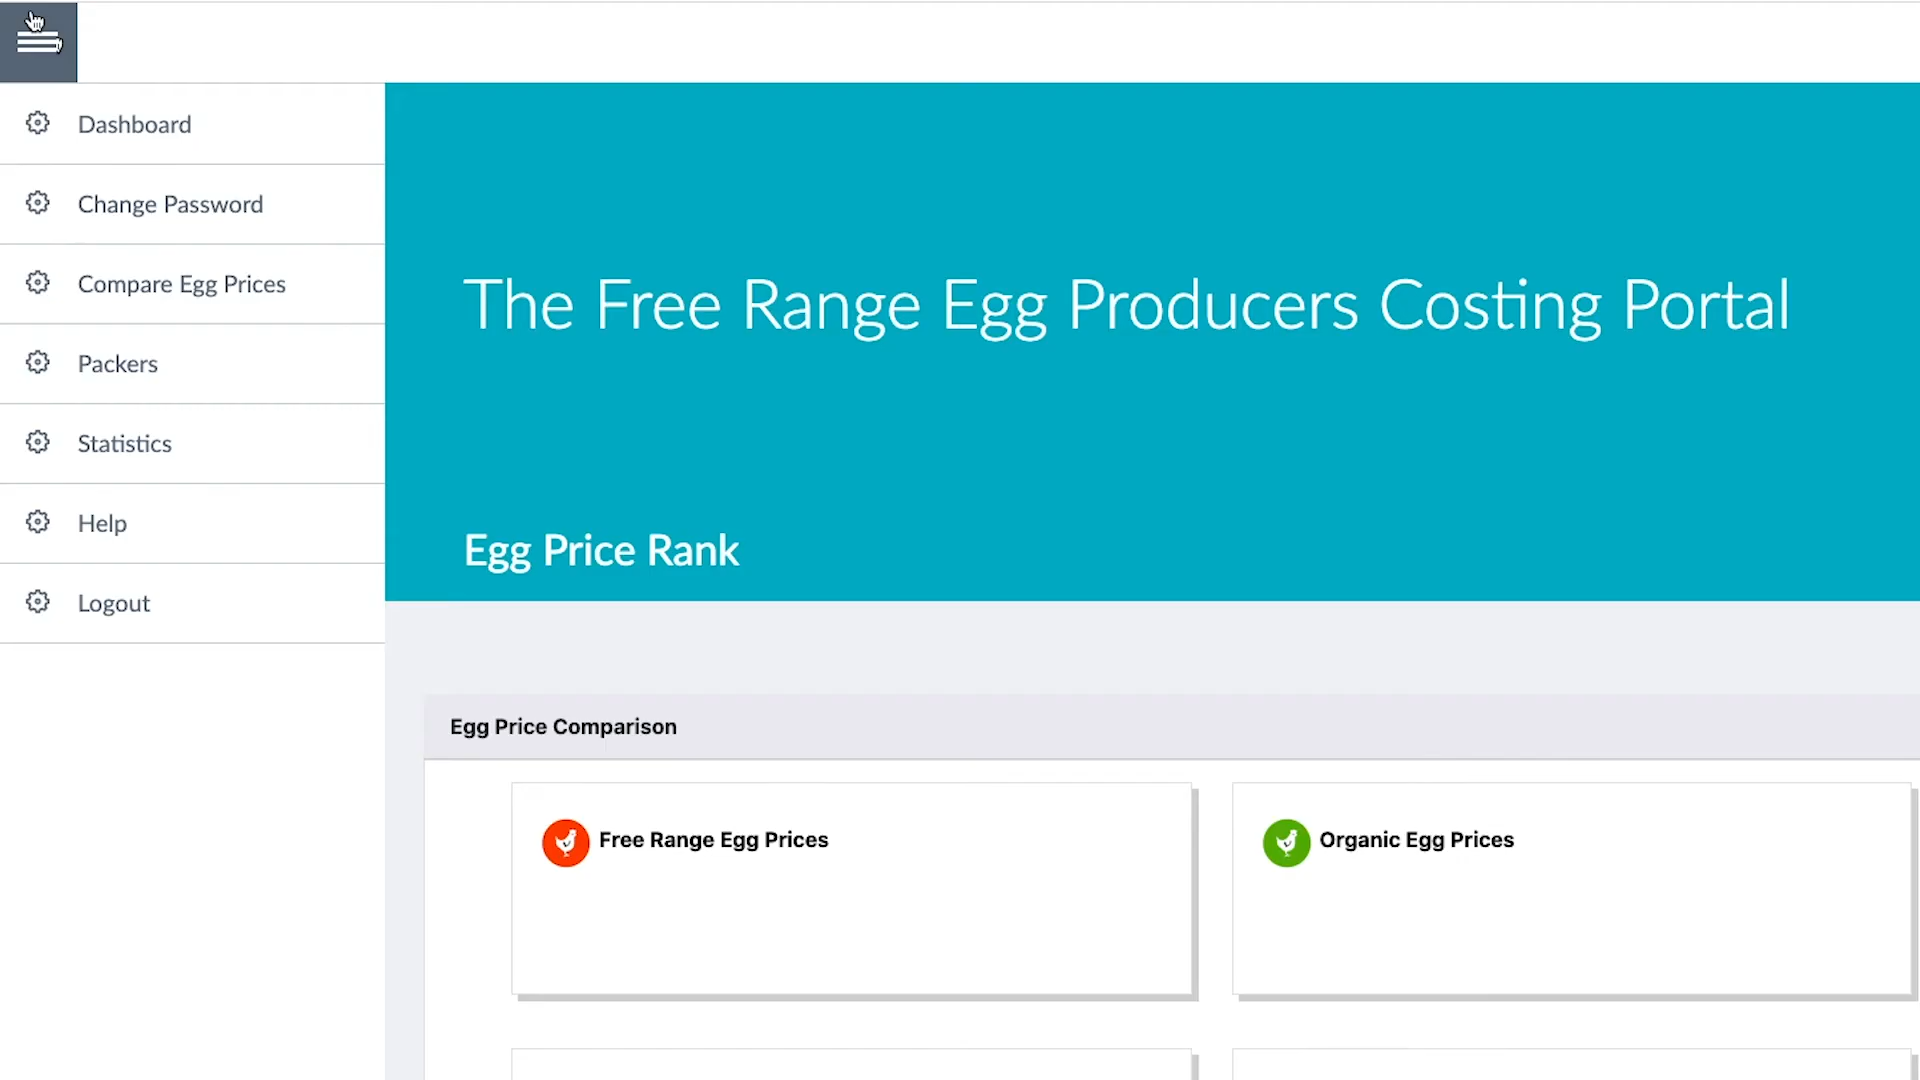 Dashboard
Change Password
Compare Egg Prices
Packers
Statistics
Help
Logout
The Free Range Egg Producers Costing Portal
Egg Price Rank
Egg Price Comparison
Free Range Egg Prices
Organic Egg Prices